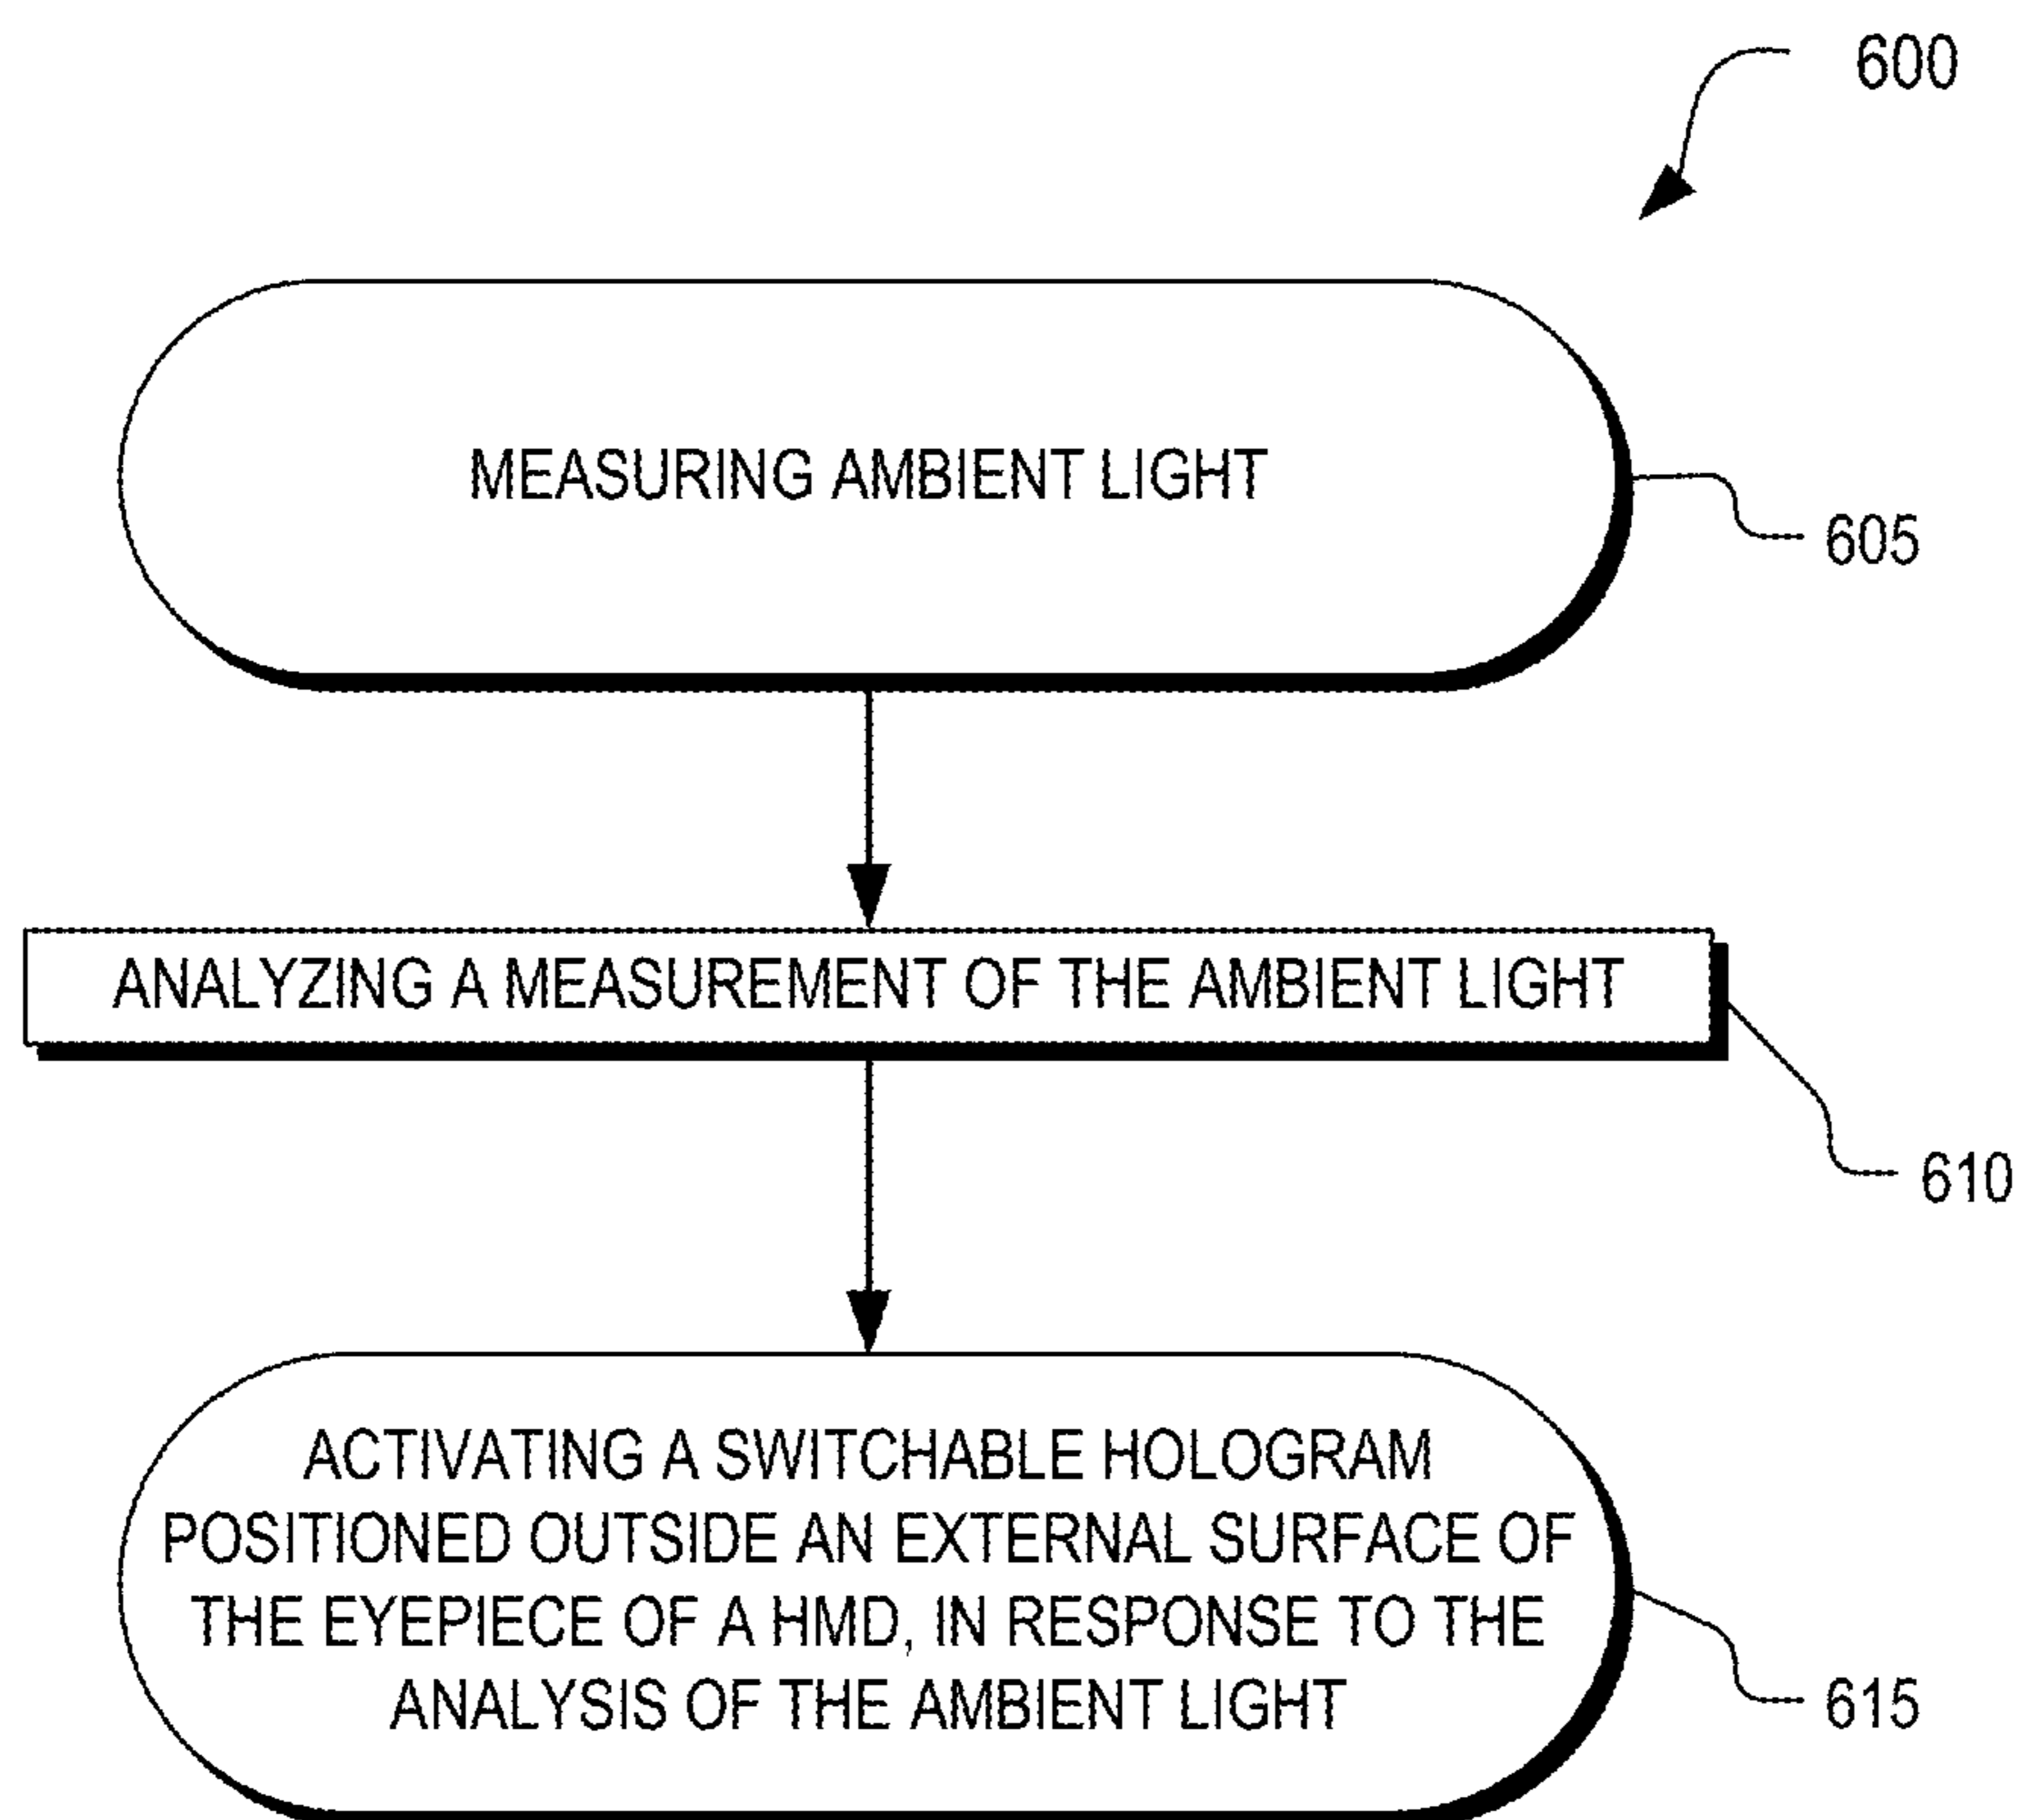 600
MEASURING AMBIENT LIGHT
605
ANALYZING A MEASUREMENT OF THE AMBIENT LIGHT
610
ACTIVATING A SWITCHABLE HOLOGRAM
POSITIONED OUTSIDE AN EXTERNAL SURFACE OF
THE EYEPIECE OF A HMD, IN RESPONSE TO THE
ANALYSIS OF THE AMBIENT LIGHT
615